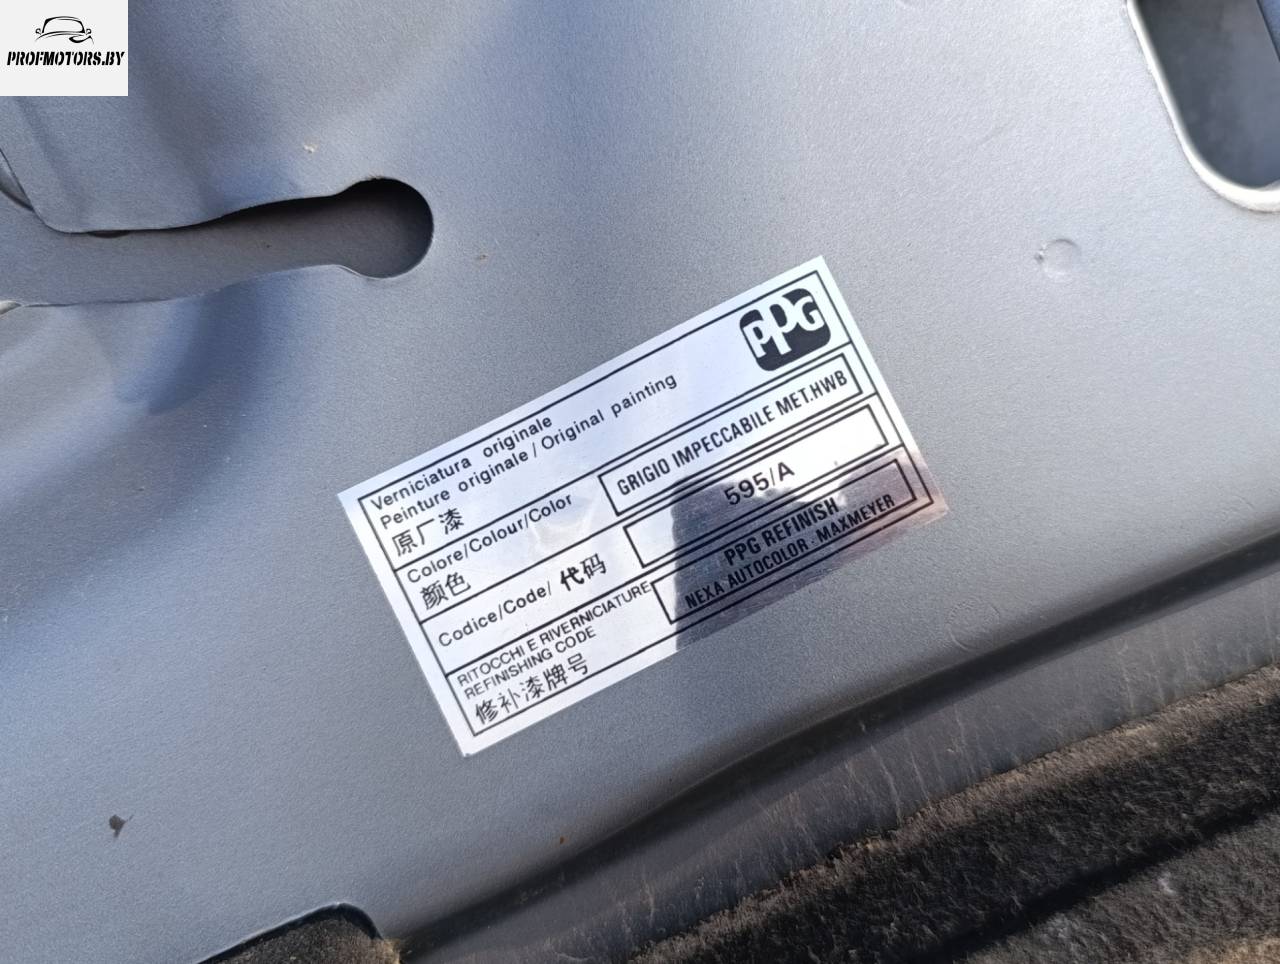 PROFMOTORS.BY
PPG
Verniciatura originale
Peinture originale / Original painting
原厂漆
Colore/Colour/Color
颜色
GRIGIO IMPECCABILE MET.HWB
Codice/Code/代码
595/A
RITOCCHI E RIVERNICIATURE
REFINISHING CODE
修补漆牌号
PPG REFINISH
NEXA AUTOCOLOR · MAXMEYER